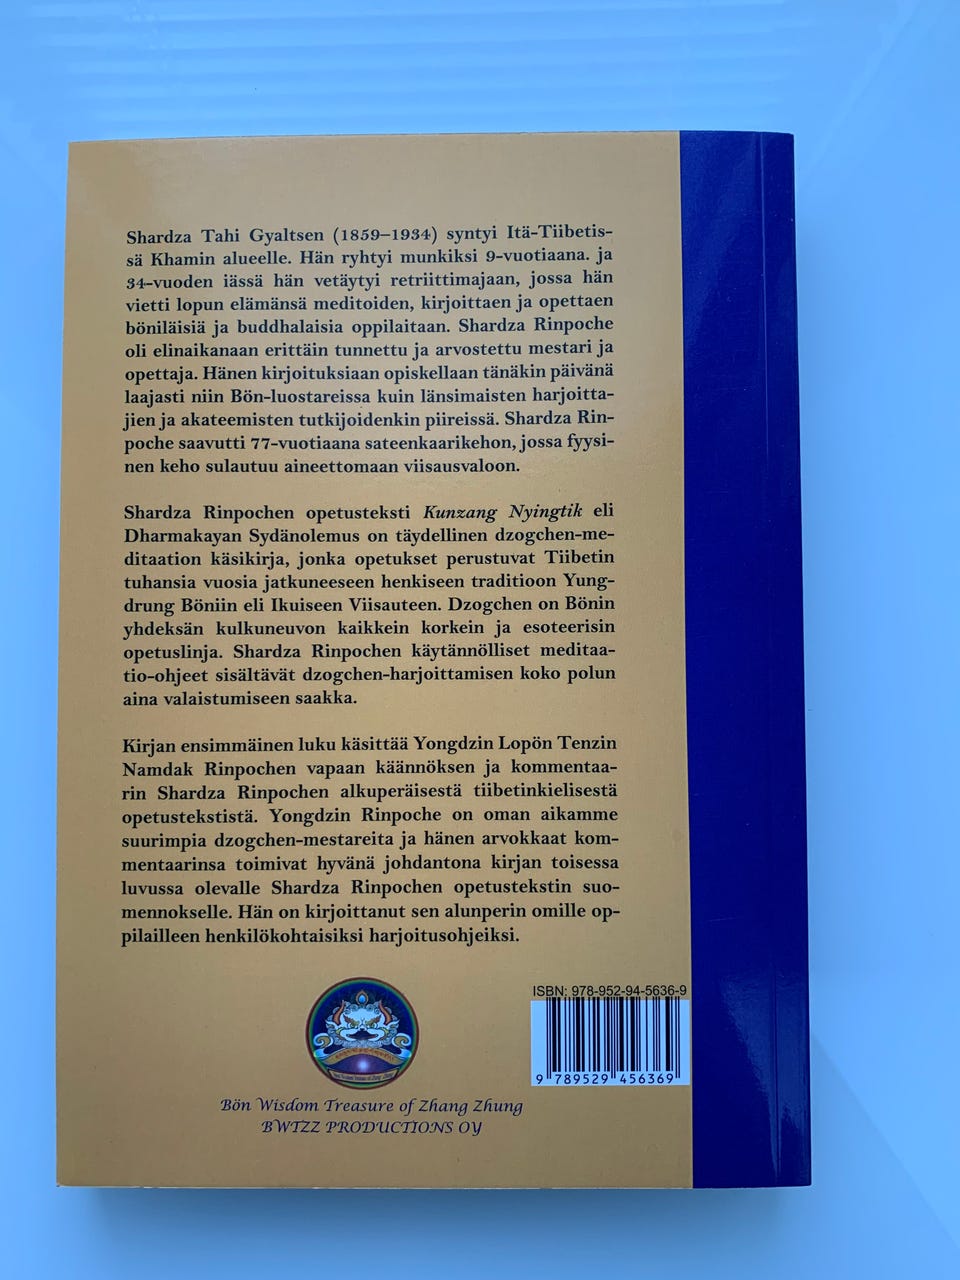 Shardza Tahi Gyaltsen (1859–1934) syntyi Itä-Tiibetis-
sä Khamin alueelle. Hän ryhtyi munkiksi 9-vuotiaana. ja
34-vuoden iässä hän vetäytyi retriittimajaan, jossa hän
vietti lopun elämänsä meditoiden, kirjoittaen ja opettaen
böniläisiä ja buddhalaisia oppilaitaan. Shardza Rinpoche
oli elinaikanaan erittäin tunnettu ja arvostettu mestari ja
opettaja. Hänen kirjoituksiaan opiskellaan tänäkin päivänä
laajasti niin Bön-luostareissa kuin länsimaisten harjoitta-
jien ja akateemisten tutkijoidenkin piireissä. Shardza Rin-
poche saavutti 77-vuotiaana sateenkaarikehon, jossa fyysi-
nen keho sulautuu aineettomaan viisausvaloon.
Shardza Rinpochen opetusteksti Kunzang Nyingtik eli
Dharmakayan Sydänolemus on täydellinen dzogchen-me-
ditaation käsikirja, jonka opetukset perustuvat Tiibetin
tuhansia vuosia jatkuneeseen henkiseen traditioon Yung-
drung Böniin eli Ikuiseen Viisauteen. Dzogchen on Bönin
yhdeksän kulkuneuvon kaikkein korkein ja esoteerisin
opetuslinja. Shardza Rinpochen käytännölliset meditaa-
tio-ohjeet sisältävät dzogchen-harjoittamisen koko polun
aina valaistumiseen saakka.
Kirjan ensimmäinen luku käsittää Yongdzin Lopön Tenzin
Namdak Rinpochen vapaan käännöksen ja kommentaa-
rin Shardza Rinpochen alkuperäisestä tiibetinkielisestä
opetustekstistä. Yongdzin Rinpoche on oman aikamme
suurimpia dzogchen-mestareita ja hänen arvokkaat kom-
mentaarinsa toimivat hyvänä johdantona kirjan toisessa
luvussa olevalle Shardza Rinpochen opetustekstin suo-
mennokselle. Hän on kirjoittanut sen alunperin omille op-
pilailleen henkilökohtaisiksi harjoitusohjeiksi.
ISBN: 978-952-94-5636-9
9 789529 456369
Bön Wisdom Treasure of Zhang Zhung
BWTZZ PRODUCTIONS OY